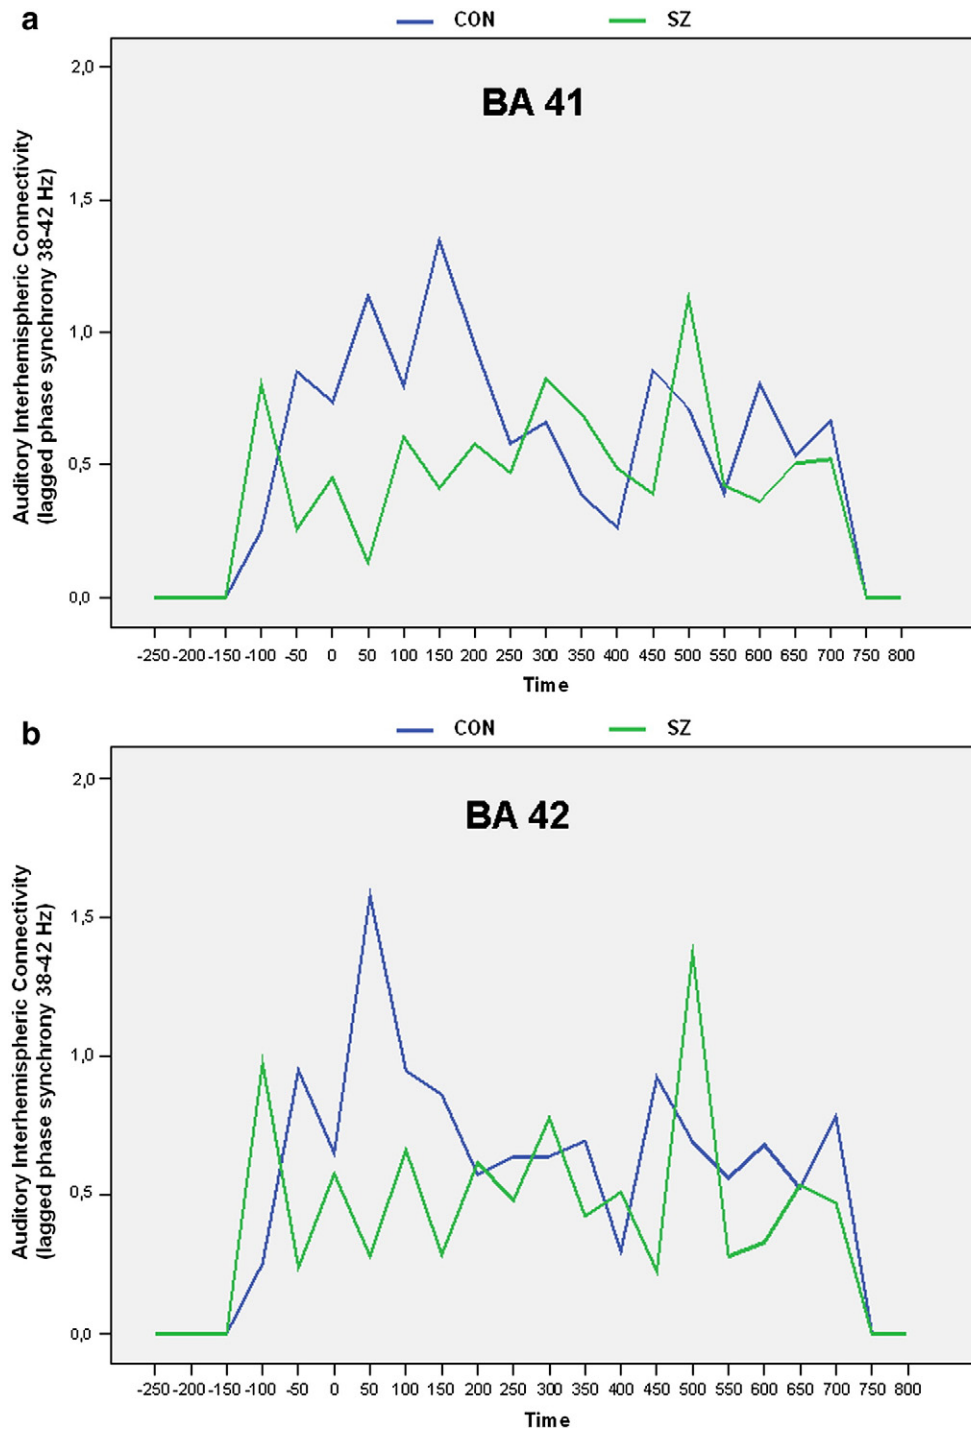 a
CON SZ
BA 41
Auditory Interhemispheric Connectivity
(lagged phase synchrony 38-42 Hz)
2,0
1,5
1,0
0,5
0,0
-250 -200 -150 -100 -50 0 50 100 150 200 250 300 350 400 450 500 550 600 650 700 750 800
Time
b
CON SZ
BA 42
Auditory Interhemispheric Connectivity
(lagged phase synchrony 38-42 Hz)
2,0
1,5
1,0
0,5
0,0
-250 -200 -150 -100 -50 0 50 100 150 200 250 300 350 400 450 500 550 600 650 700 750 800
Time